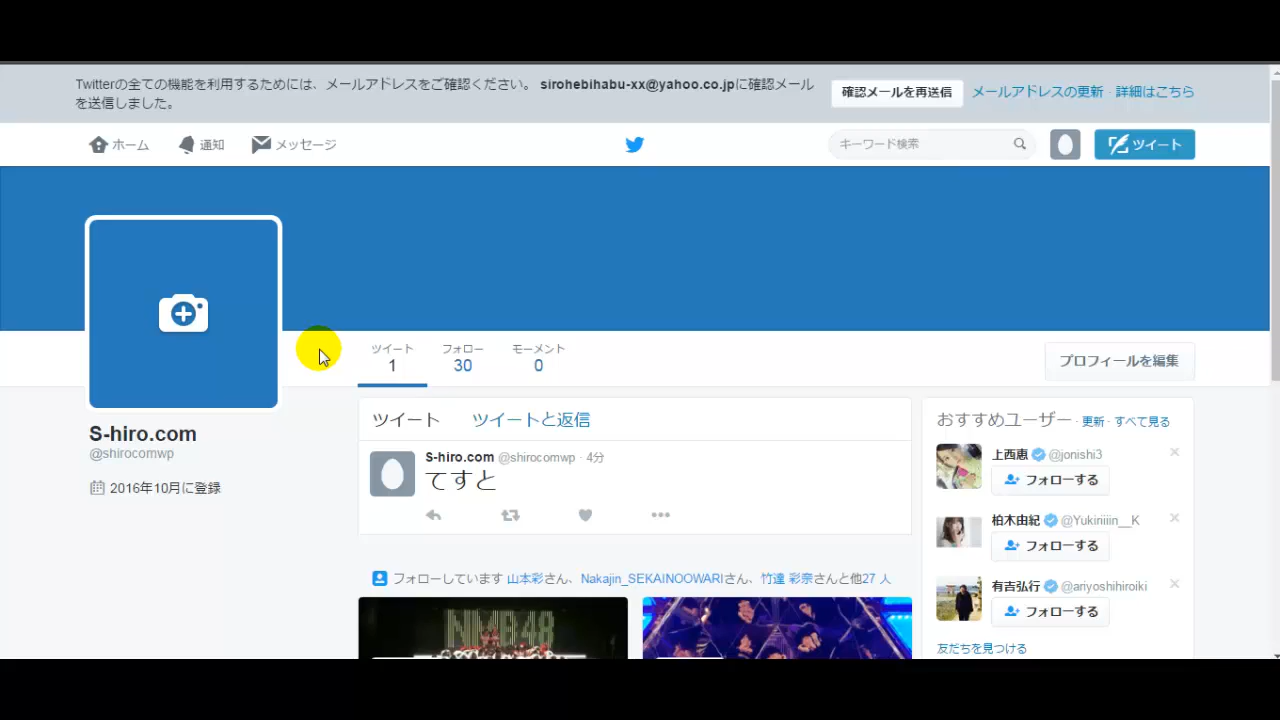 Twitterの全ての機能を利用するためには、メールアドレスをご確認ください。 sirohebihabu-xx@yahoo.co.jpに確認メール
を送信しました。
確認メールを再送信
メールアドレスの更新 · 詳細はこちら
ホーム 通知 メッセージ
キーワード検索
ツイート
ツイート フォロー モーメント
1 30 0
プロフィールを編集
S-hiro.com
@shirocomwp
2016年10月に登録
ツイート ツイートと返信
S-hiro.com @shirocomwp · 4分
てすと
フォローしています 山本彩さん、Nakajin_SEKAINOOWARIさん、竹達 彩奈さんと他27 人
NMB48
おすすめユーザー · 更新 · すべて見る
上西恵 @jonishi3
フォローする
柏木由紀 @Yukiriiiin__K
フォローする
有吉弘行 @ariyoshihiroiki
フォローする
友だちを見つける